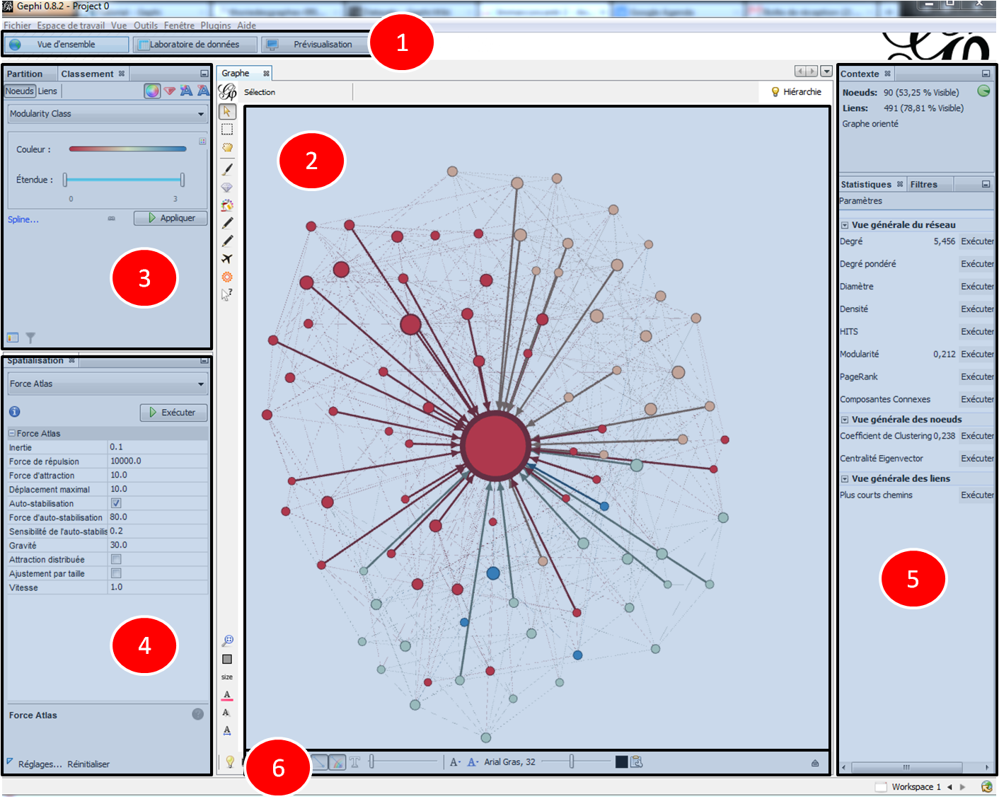 Gephi 0.8.2 - Project 0
Fichier Espace de travail Vue Outils Fenêtre Plugins Aide
Vue d'ensemble Laboratoire de données Prévisualisation
1
Partition Classement
Noeuds Liens
Modularity Class
Couleur :
Étendue :
0 3
Spline... Appliquer
3
Spatialisation
Force Atlas
Exécuter
Force Atlas
Inertie 0.1
Force de répulsion 10000.0
Force d'attraction 10.0
Déplacement maximal 10.0
Auto-stabilisation
Force d'auto-stabilisation 80.0
Sensibilité de l'auto-stabilis 0.2
Gravité 30.0
Attraction distribuée
Ajustement par taille
Vitesse 1.0
4
Force Atlas
Réglages... Réinitialiser
Graphe
Sélection Hiérarchie
2
size
A
A
A
6
T A- A- Arial Gras, 32
Contexte
Noeuds: 90 (53,25 % Visible)
Liens: 491 (78,81 % Visible)
Graphe orienté
Statistiques Filtres
Paramètres
Vue générale du réseau
Degré 5,456 Exécuter
Degré pondéré Exécuter
Diamètre Exécuter
Densité Exécuter
HITS Exécuter
Modularité 0,212 Exécuter
PageRank Exécuter
Composantes Connexes Exécuter
Vue générale des noeuds
Coefficient de Clustering 0,238 Exécuter
Centralité Eigenvector Exécuter
Vue générale des liens
Plus courts chemins Exécuter
5
Workspace 1